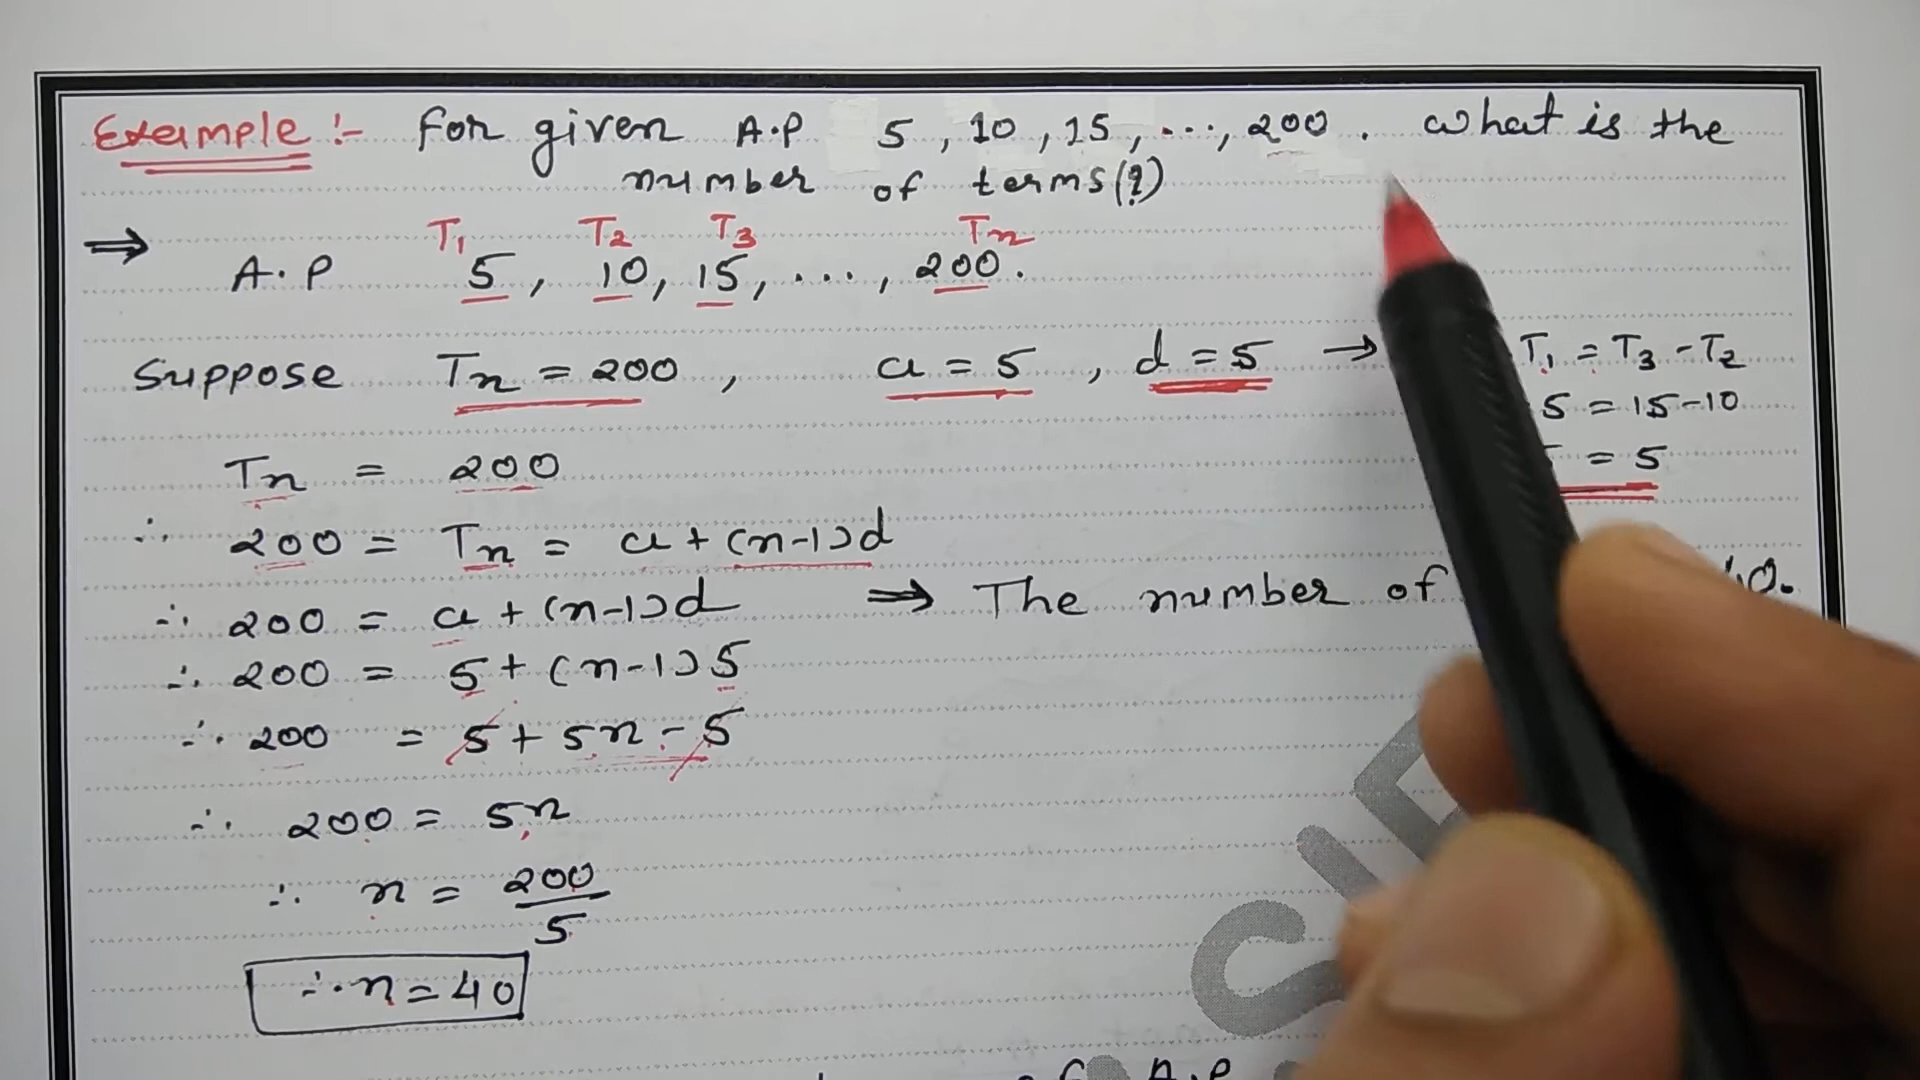 Example :- For given A.P 5 , 10 , 15 , ... , 200 . What is the
number of terms(?)
⇒ T1 T2 T3 Tn
A.P 5 , 10 , 15 , ... , 200 .
Suppose Tn = 200 , a = 5 , d = 5 → T1 = T3 - T2
5 = 15-10
= 5
Tn = 200
∴ 200 = Tn = a + (n-1)d
∴ 200 = a + (n-1)d ⇒ The number of 40.
∴ 200 = 5 + (n-1)5
∴ 200 = 5 + 5n - 5
∴ 200 = 5n
∴ n = 200/5
∴ n = 40
of A.P